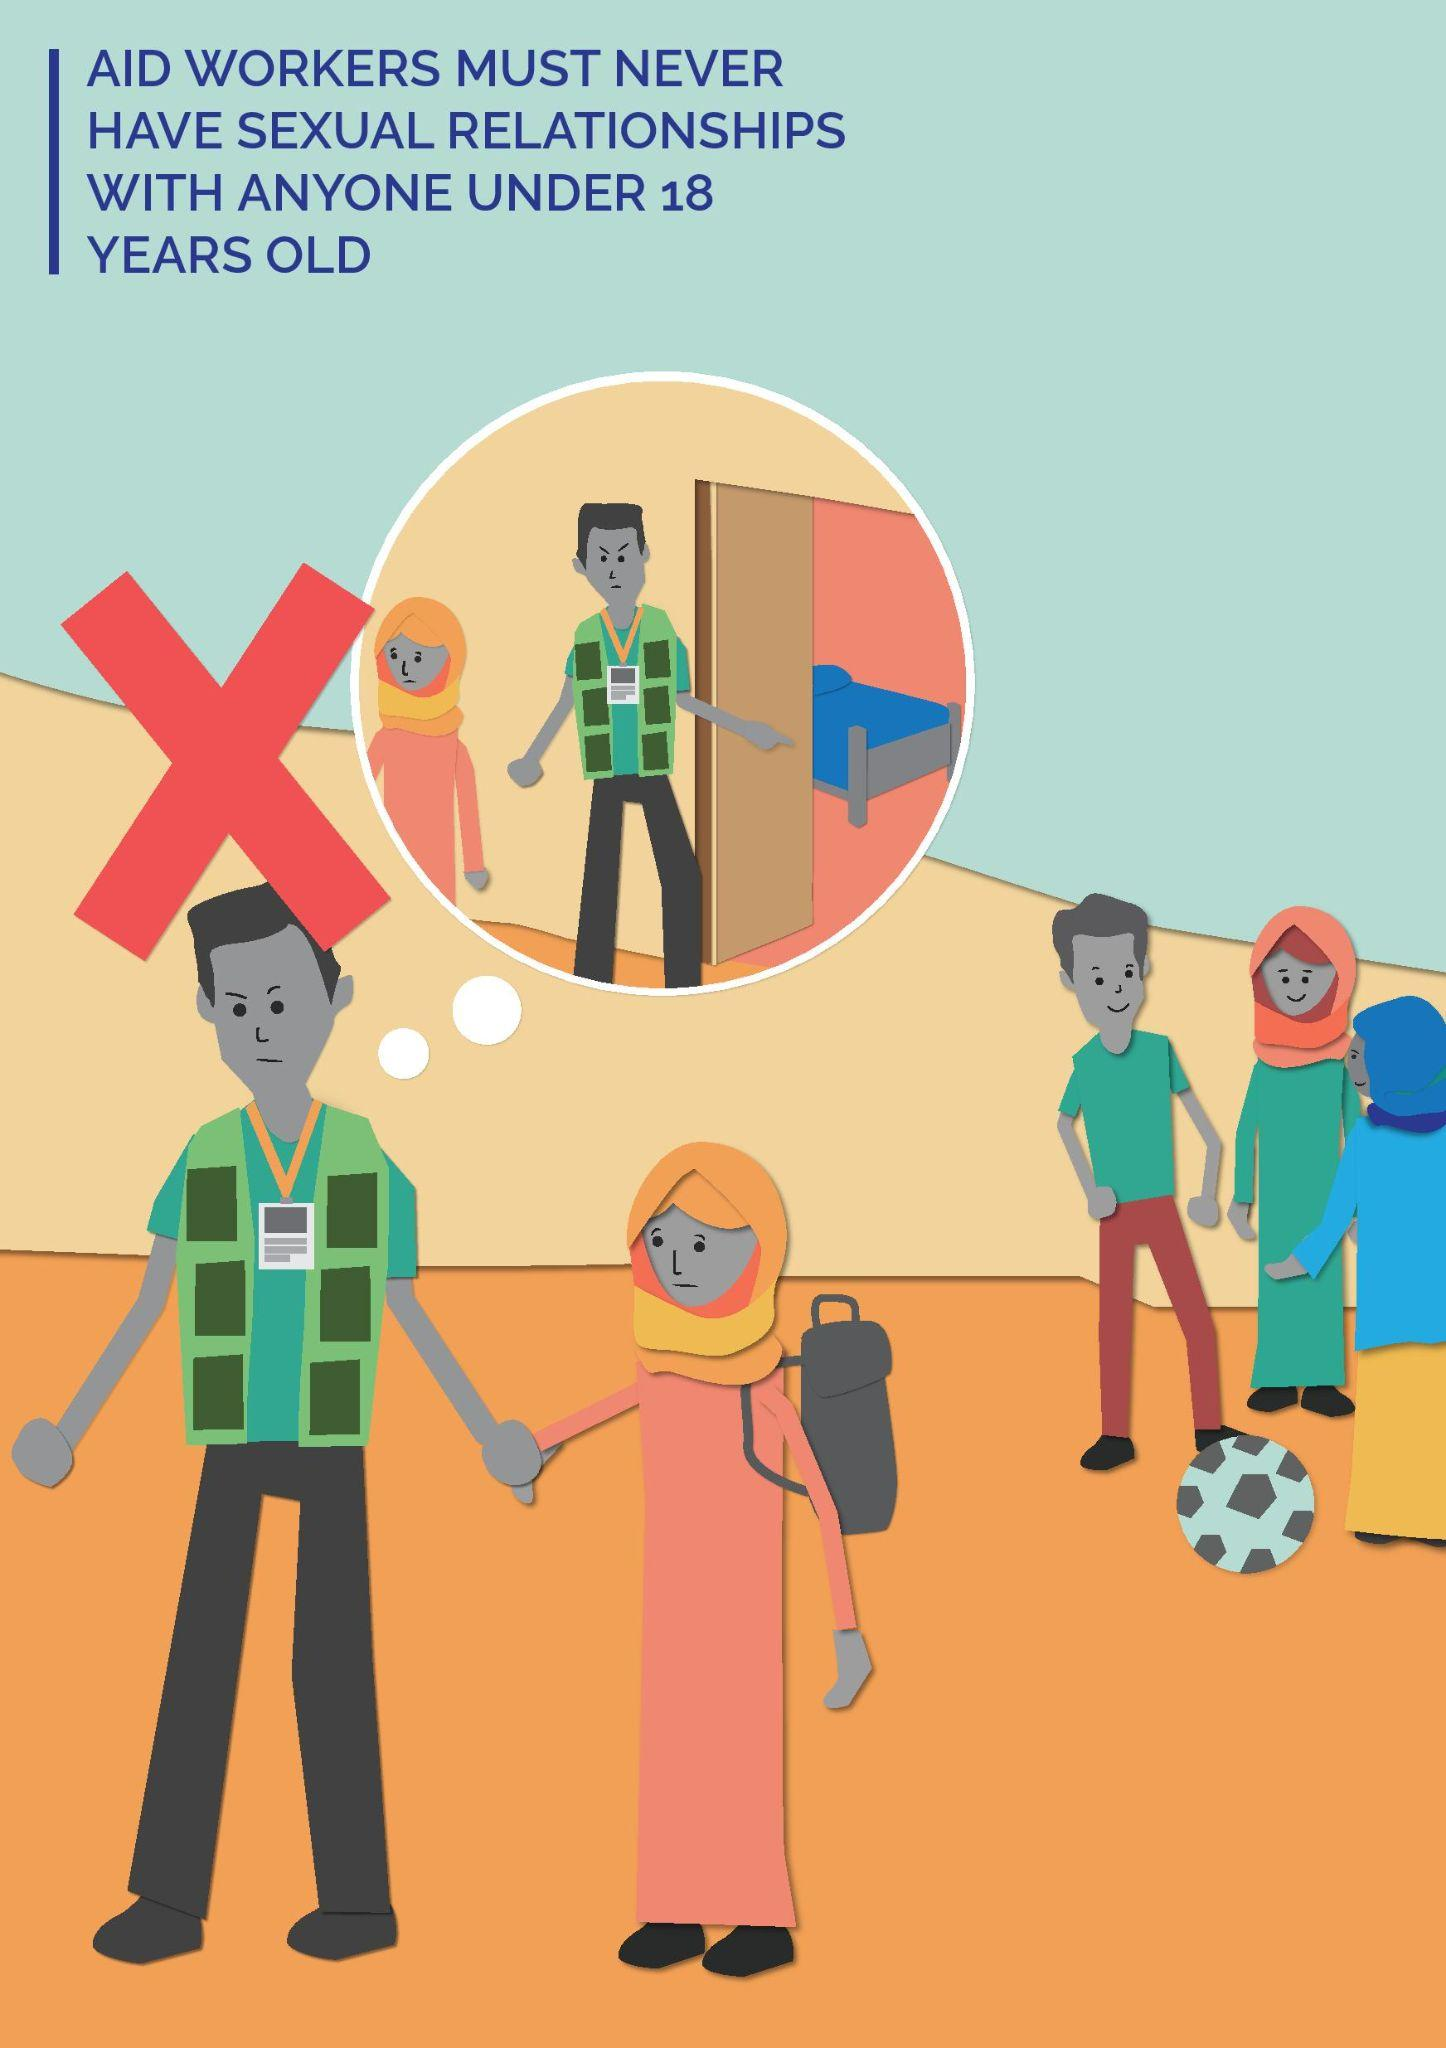 AID WORKERS MUST NEVER
HAVE SEXUAL RELATIONSHIPS
WITH ANYONE UNDER 18
YEARS OLD